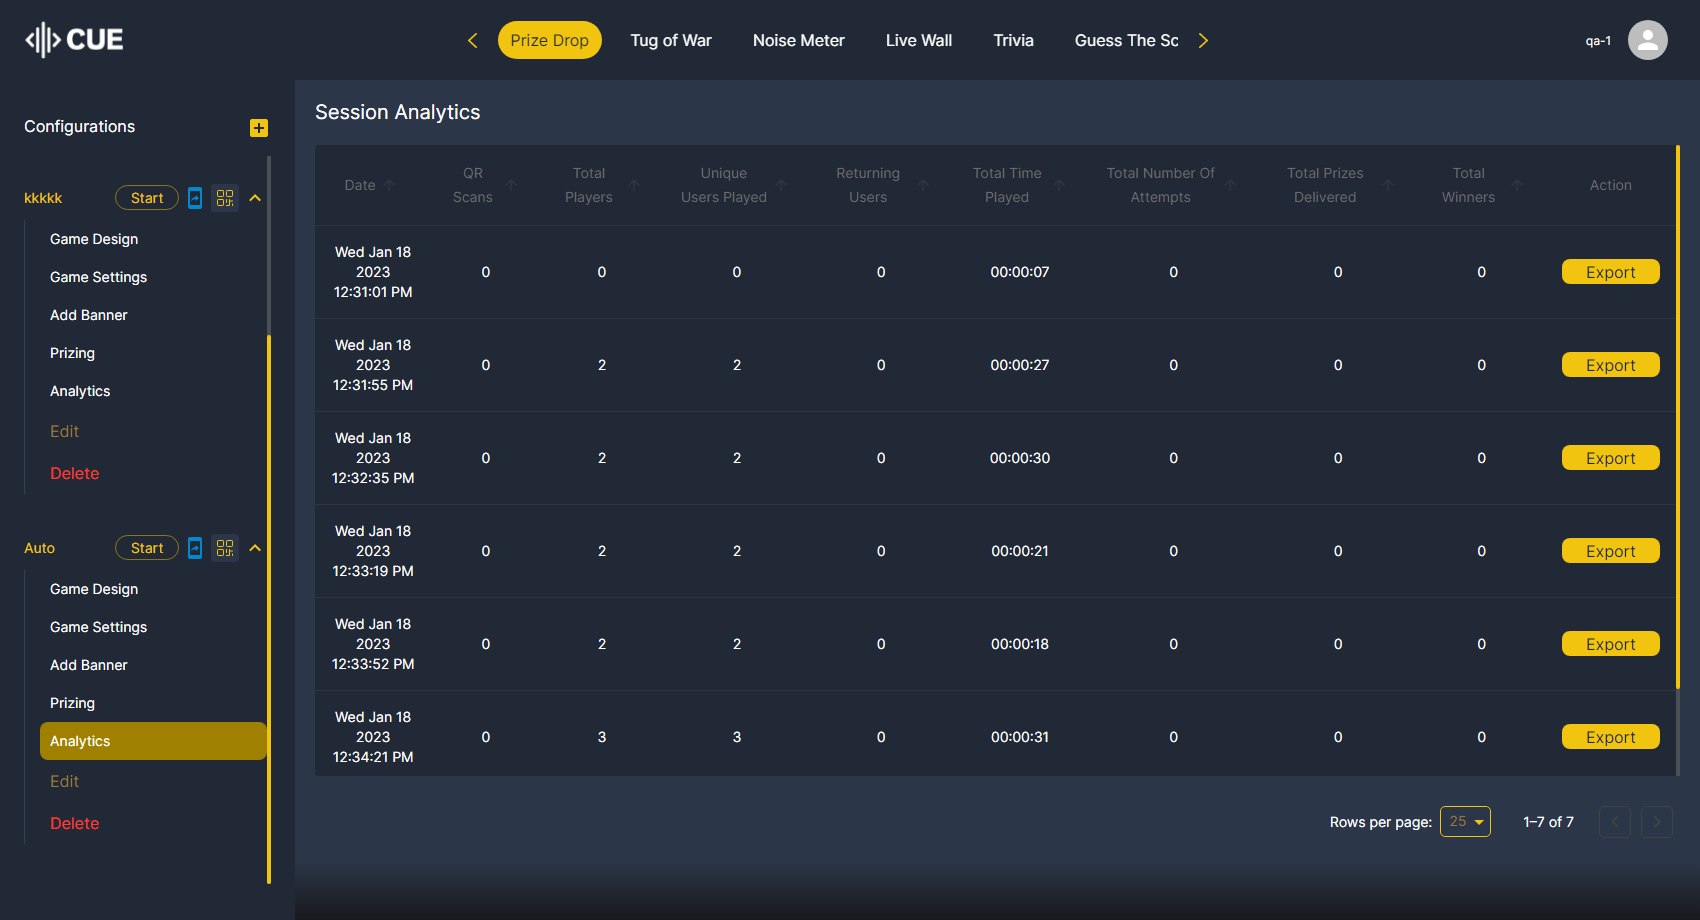 CUE
Prize Drop Tug of War Noise Meter Live Wall Trivia Guess The Sc
qa-1
Configurations
kkkkk Start
Game Design
Game Settings
Add Banner
Prizing
Analytics
Edit
Delete
Auto Start
Game Design
Game Settings
Add Banner
Prizing
Analytics
Edit
Delete
Session Analytics
Date QR Scans Total Players Unique Users Played Returning Users Total Time Played Total Number Of Attempts Total Prizes Delivered Total Winners Action
Wed Jan 18 2023 12:31:01 PM 0 0 0 0 00:00:07 0 0 0 Export
Wed Jan 18 2023 12:31:55 PM 0 2 2 0 00:00:27 0 0 0 Export
Wed Jan 18 2023 12:32:35 PM 0 2 2 0 00:00:30 0 0 0 Export
Wed Jan 18 2023 12:33:19 PM 0 2 2 0 00:00:21 0 0 0 Export
Wed Jan 18 2023 12:33:52 PM 0 2 2 0 00:00:18 0 0 0 Export
Wed Jan 18 2023 12:34:21 PM 0 3 3 0 00:00:31 0 0 0 Export
Rows per page: 25 1–7 of 7